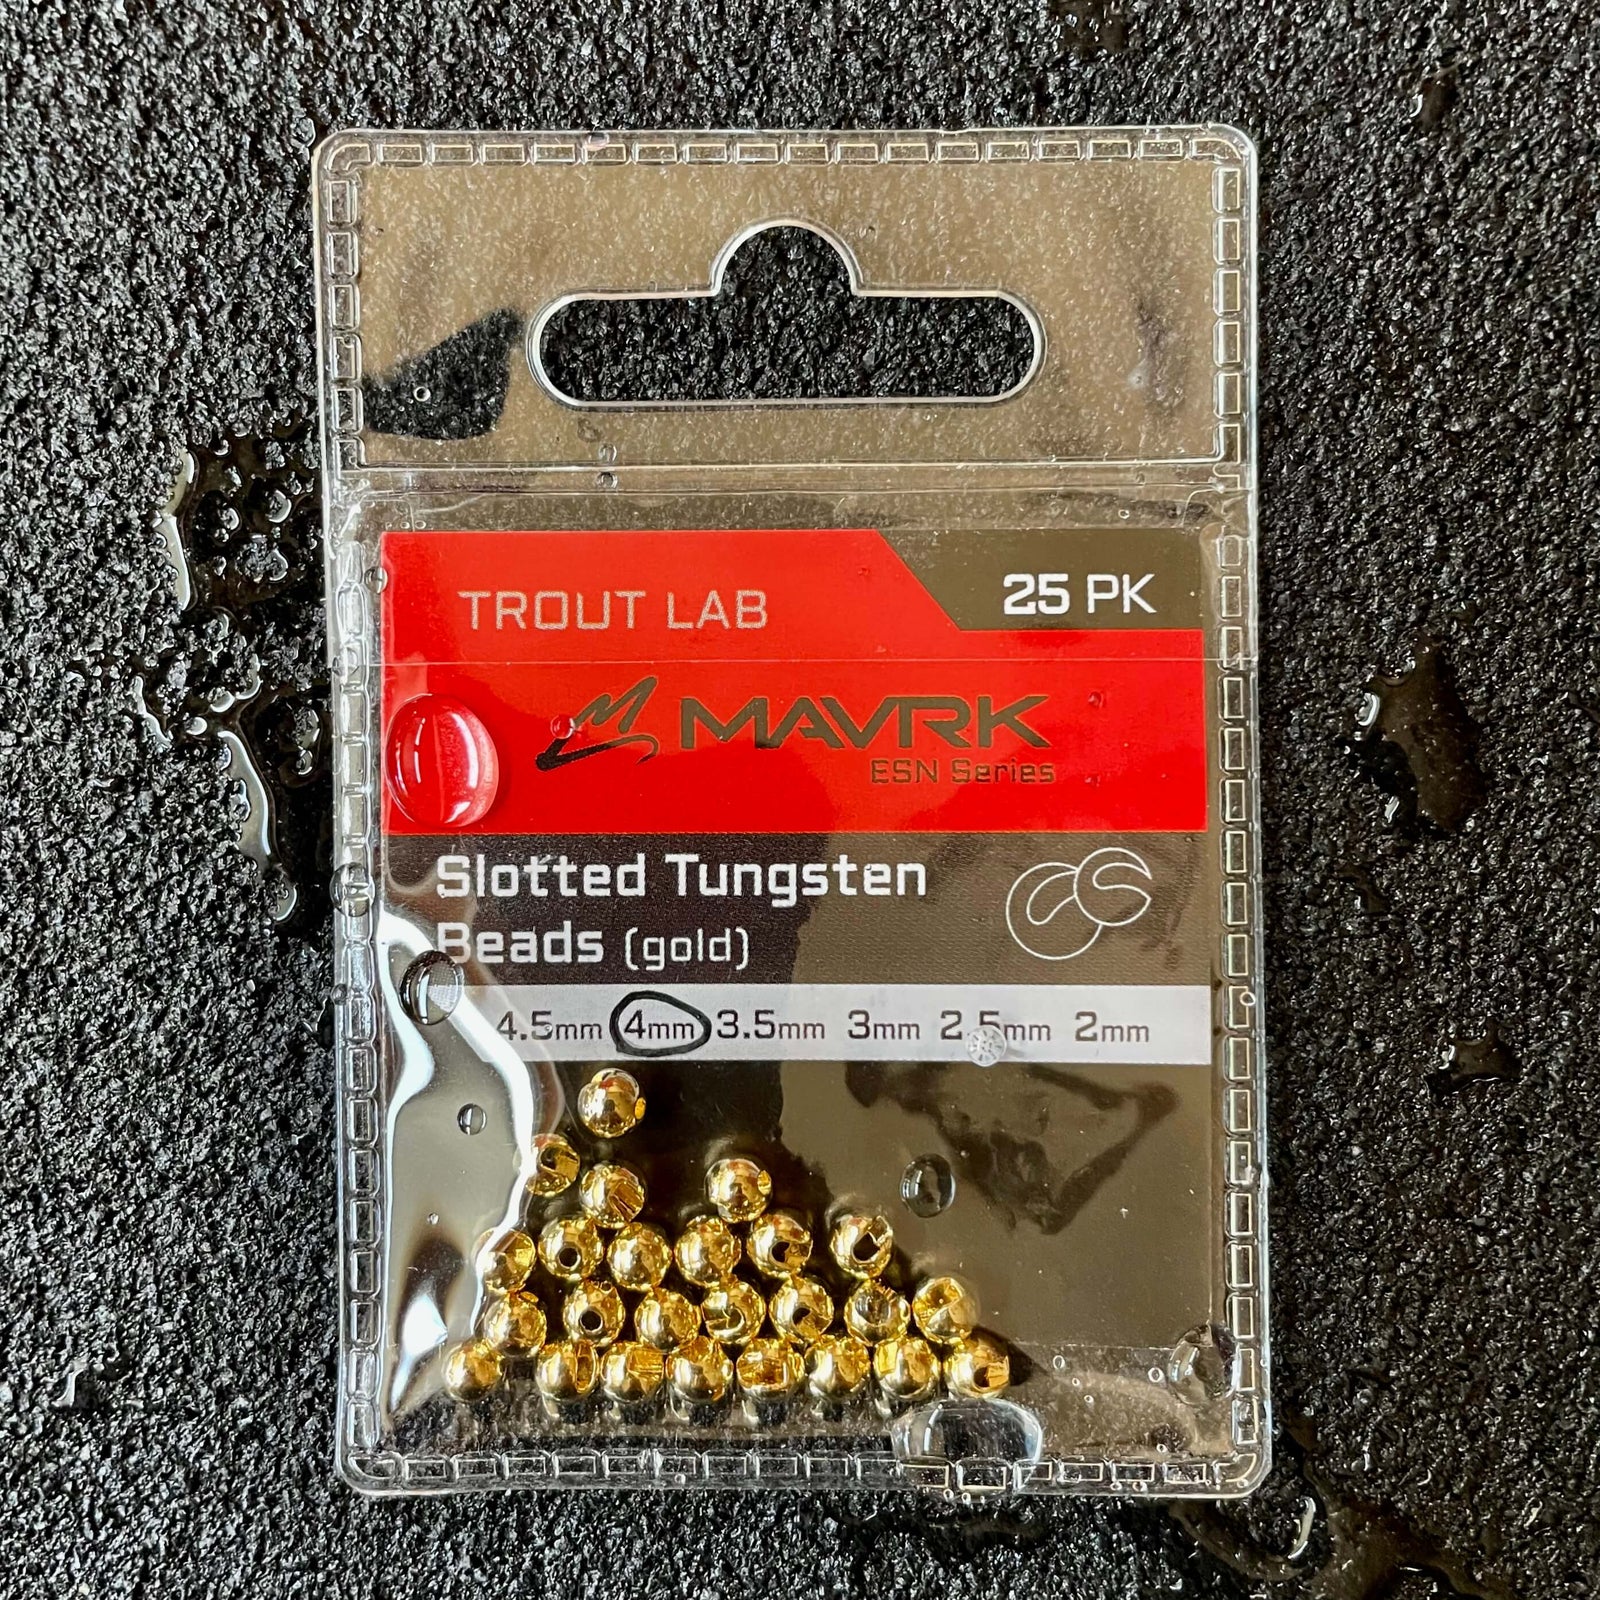 TROUT LAB
25 PK
MAVRK
ESN Series
Slotted Tungsten
Beads (gold)
4.5mm 4mm 3.5mm 3mm 2.5mm 2mm